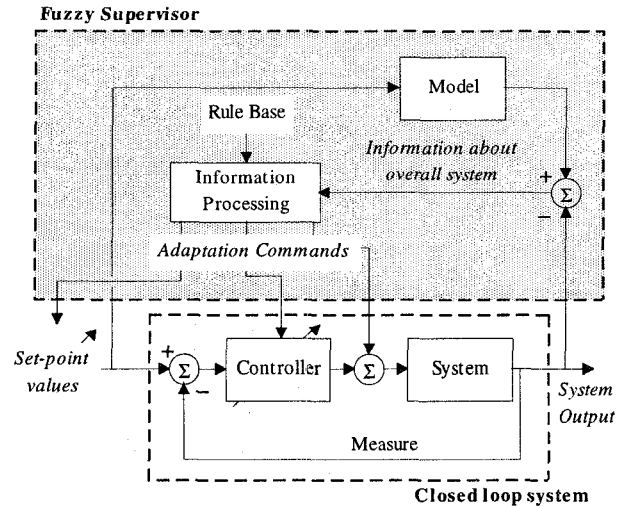 Fuzzy Supervisor
Model
Rule Base
Information about
overall system
Information
Processing
+
Σ
−
Adaptation Commands
Set-point
values
+
Σ
−
Controller
Σ
System
System
Output
Measure
Closed loop system